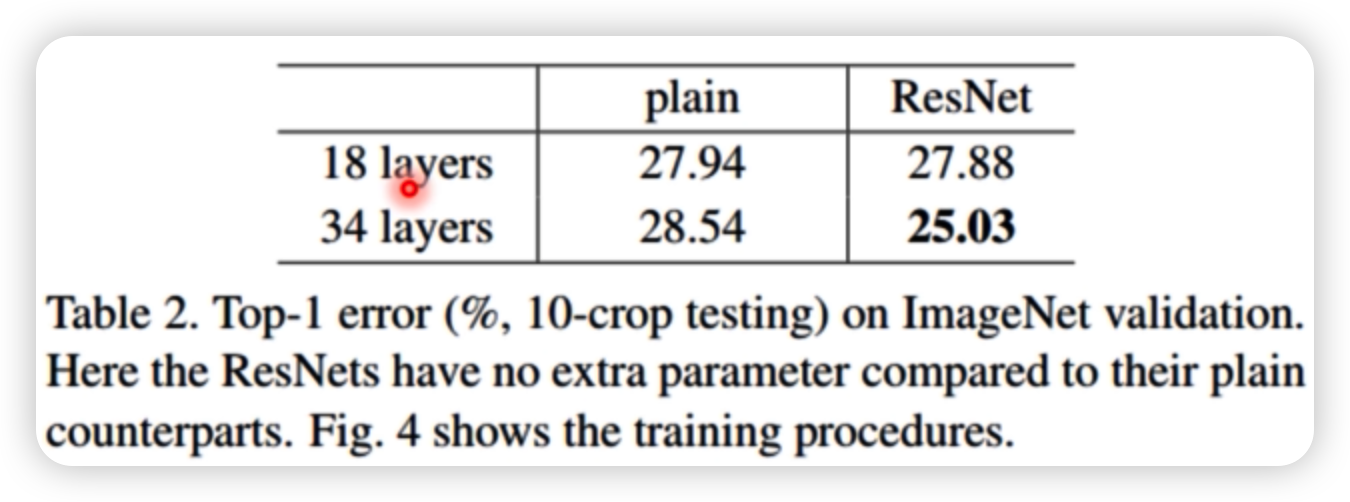 plain ResNet
18 layers 27.94 27.88
34 layers 28.54 25.03
Table 2. Top-1 error (%, 10-crop testing) on ImageNet validation.
Here the ResNets have no extra parameter compared to their plain
counterparts. Fig. 4 shows the training procedures.